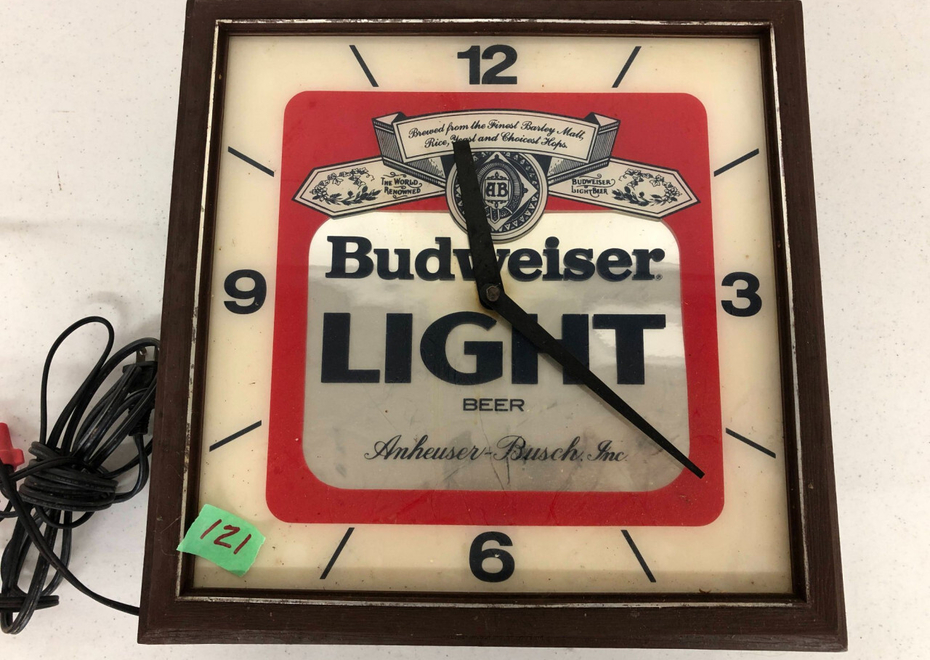 12
Brewed from the Finest Barley Malt,
Rice, Yeast and Choicest Hops.
THE WORLD
RENOWNED
AB
BUDWEISER
LIGHT BEER
Budweiser
9
3
LIGHT
BEER
Anheuser-Busch, Inc.
121
6